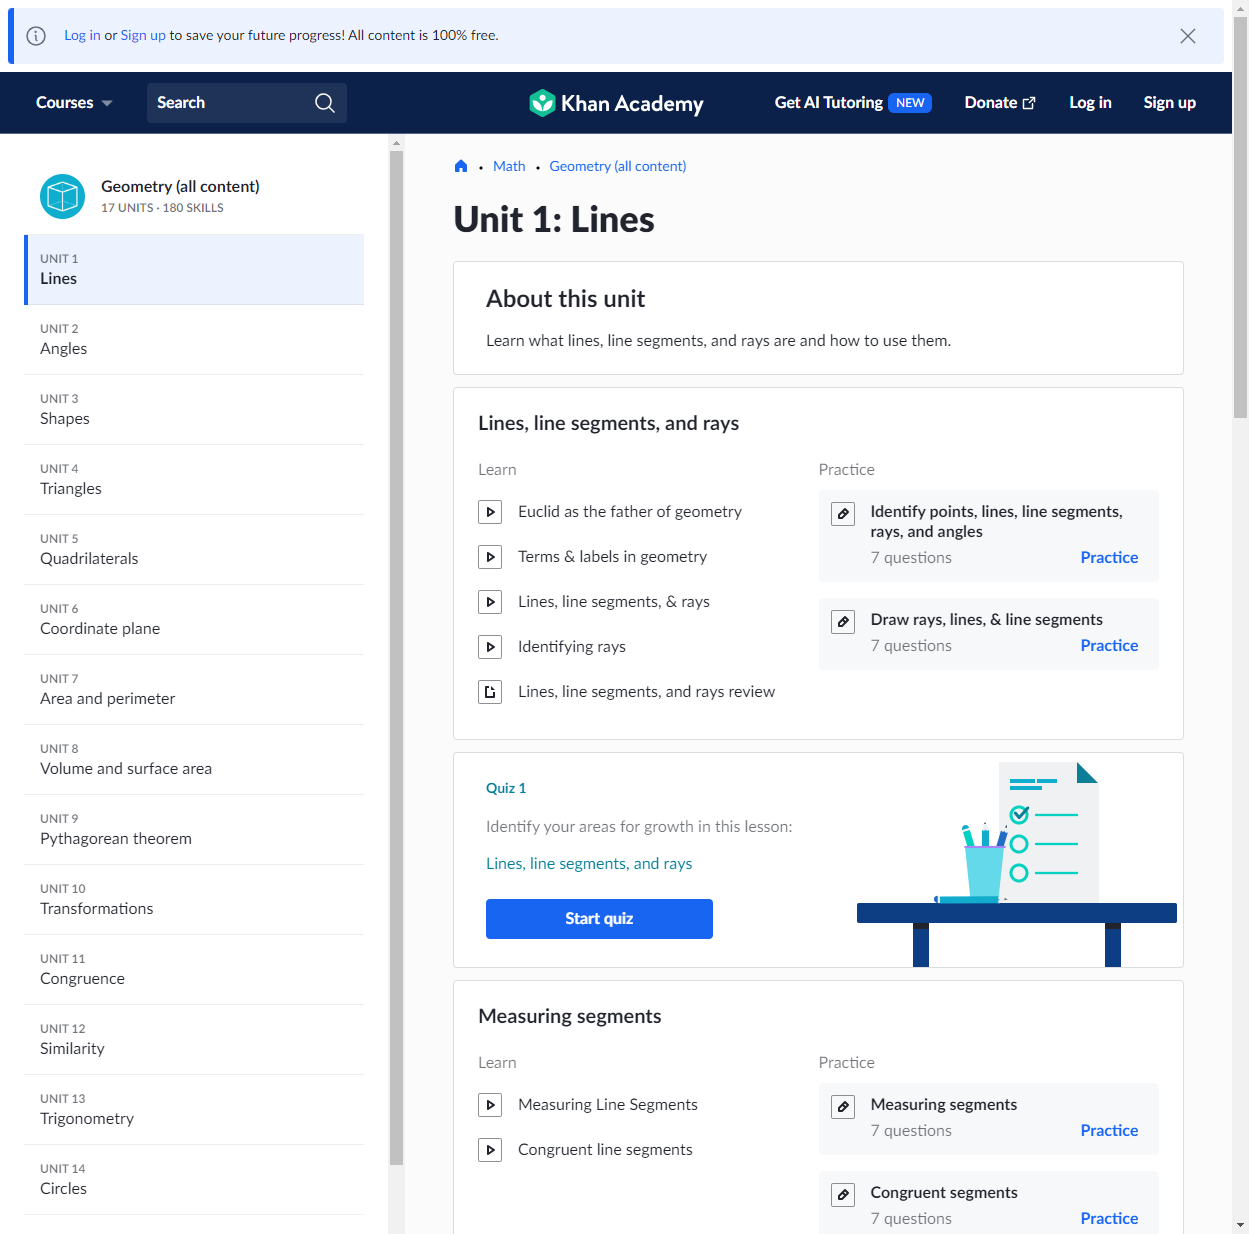 Log in or Sign up to save your future progress! All content is 100% free.
Courses
Search
Khan Academy
Get AI Tutoring NEW
Donate
Log in
Sign up
Geometry (all content)
17 UNITS · 180 SKILLS
UNIT 1
Lines
UNIT 2
Angles
UNIT 3
Shapes
UNIT 4
Triangles
UNIT 5
Quadrilaterals
UNIT 6
Coordinate plane
UNIT 7
Area and perimeter
UNIT 8
Volume and surface area
UNIT 9
Pythagorean theorem
UNIT 10
Transformations
UNIT 11
Congruence
UNIT 12
Similarity
UNIT 13
Trigonometry
UNIT 14
Circles
• Math • Geometry (all content)
Unit 1: Lines
About this unit
Learn what lines, line segments, and rays are and how to use them.
Lines, line segments, and rays
Learn
Euclid as the father of geometry
Terms & labels in geometry
Lines, line segments, & rays
Identifying rays
Lines, line segments, and rays review
Practice
Identify points, lines, line segments,
rays, and angles
7 questions
Practice
Draw rays, lines, & line segments
7 questions
Practice
Quiz 1
Identify your areas for growth in this lesson:
Lines, line segments, and rays
Start quiz
Measuring segments
Learn
Measuring Line Segments
Congruent line segments
Practice
Measuring segments
7 questions
Practice
Congruent segments
7 questions
Practice